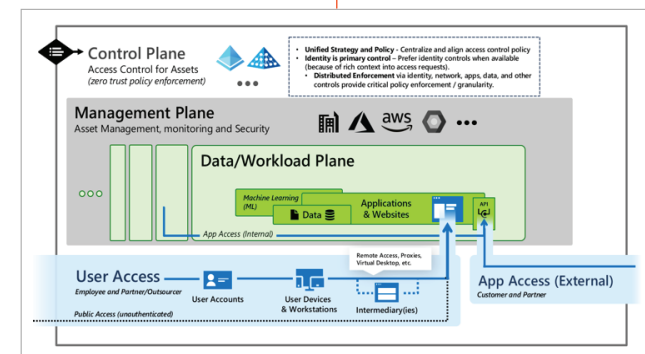 Control Plane
Access Control for Assets
(zero trust policy enforcement)
• Unified Strategy and Policy - Centralize and align access control policy
• Identity is primary control – Prefer identity controls when available
(because of rich context into access requests).
• Distributed Enforcement via identity, network, apps, data, and other
controls provide critical policy enforcement / granularity.
Management Plane
Asset Management, monitoring and Security
aws
Data/Workload Plane
Machine Learning
(ML)
Data
Applications
& Websites
API
App Access (Internal)
Remote Access, Proxies,
Virtual Desktop, etc.
User Access
Employee and Partner/Outsourcer
User Accounts
User Devices
& Workstations
Intermediary(ies)
Public Access (unauthenticated)
App Access (External)
Customer and Partner